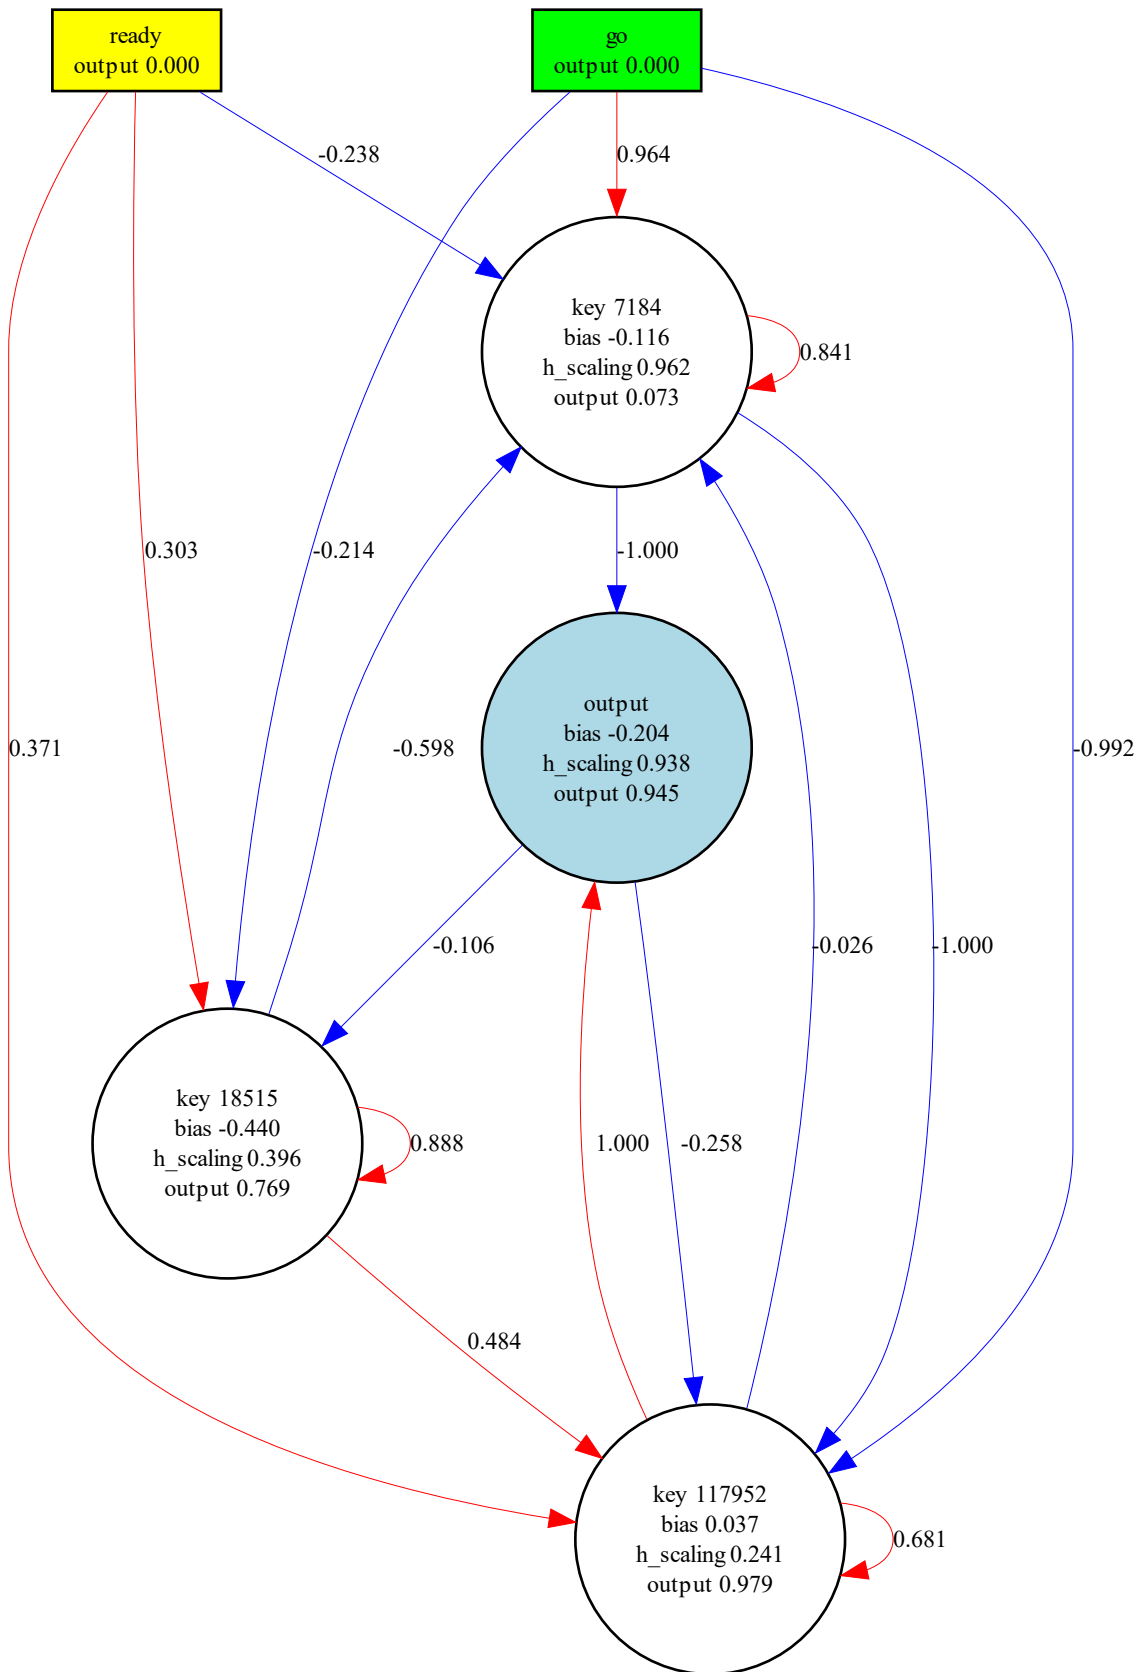 ready
output 0.000
go
output 0.000
-0.238
0.964
key 7184
bias -0.116
h_scaling 0.962
output 0.073
0.841
0.303
-0.214
-1.000
output
bias -0.204
h_scaling 0.938
output 0.945
0.371
-0.598
-0.992
-0.106
-0.026
-1.000
key 18515
bias -0.440
h_scaling 0.396
output 0.769
0.888
1.000
-0.258
0.484
key 117952
bias 0.037
h_scaling 0.241
output 0.979
0.681